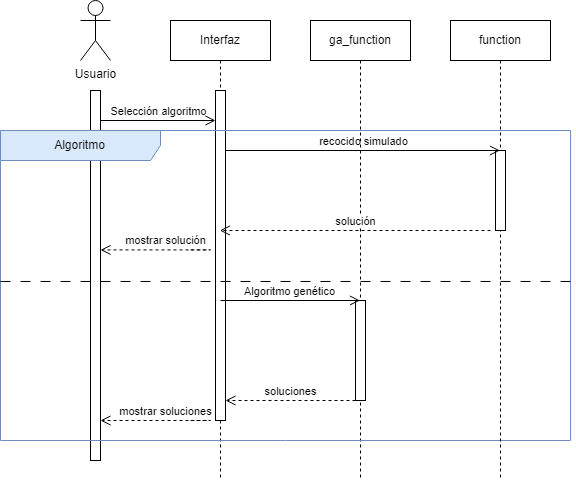 Interfaz
ga_function
function
Usuario
Selección algoritmo
Algoritmo
recocido simulado
solución
mostrar solución
Algoritmo genético
soluciones
mostrar soluciones